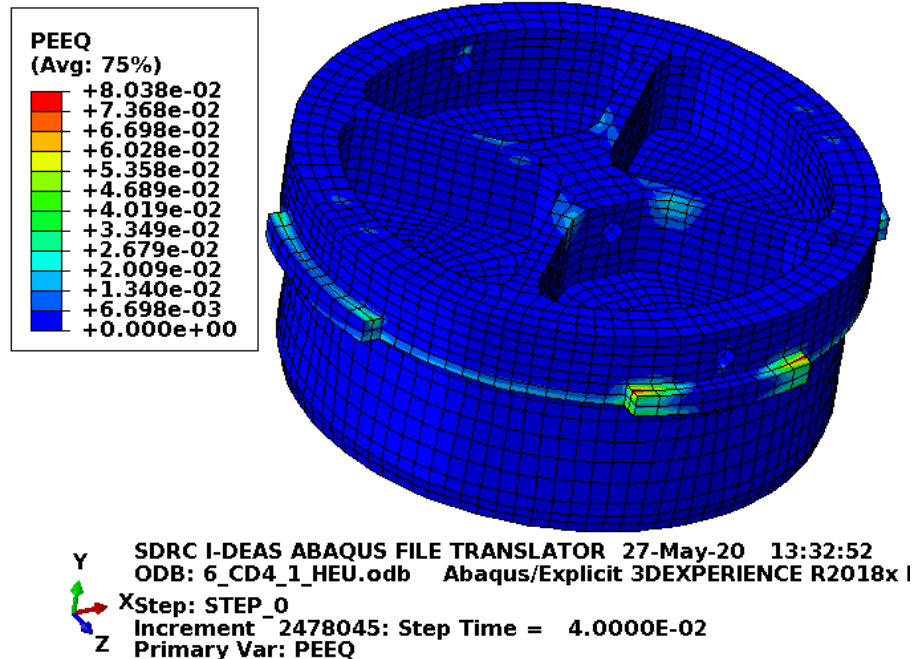 PEEQ
(Avg: 75%)
+8.038e-02
+7.368e-02
+6.698e-02
+6.028e-02
+5.358e-02
+4.689e-02
+4.019e-02
+3.349e-02
+2.679e-02
+2.009e-02
+1.340e-02
+6.698e-03
+0.000e+00
SDRC I-DEAS ABAQUS FILE TRANSLATOR 27-May-20 13:32:52
ODB: 6_CD4_1_HEU.odb Abaqus/Explicit 3DEXPERIENCE R2018x
Y
X
Z
Step: STEP_0
Increment 2478045: Step Time = 4.0000E-02
Primary Var: PEEQ